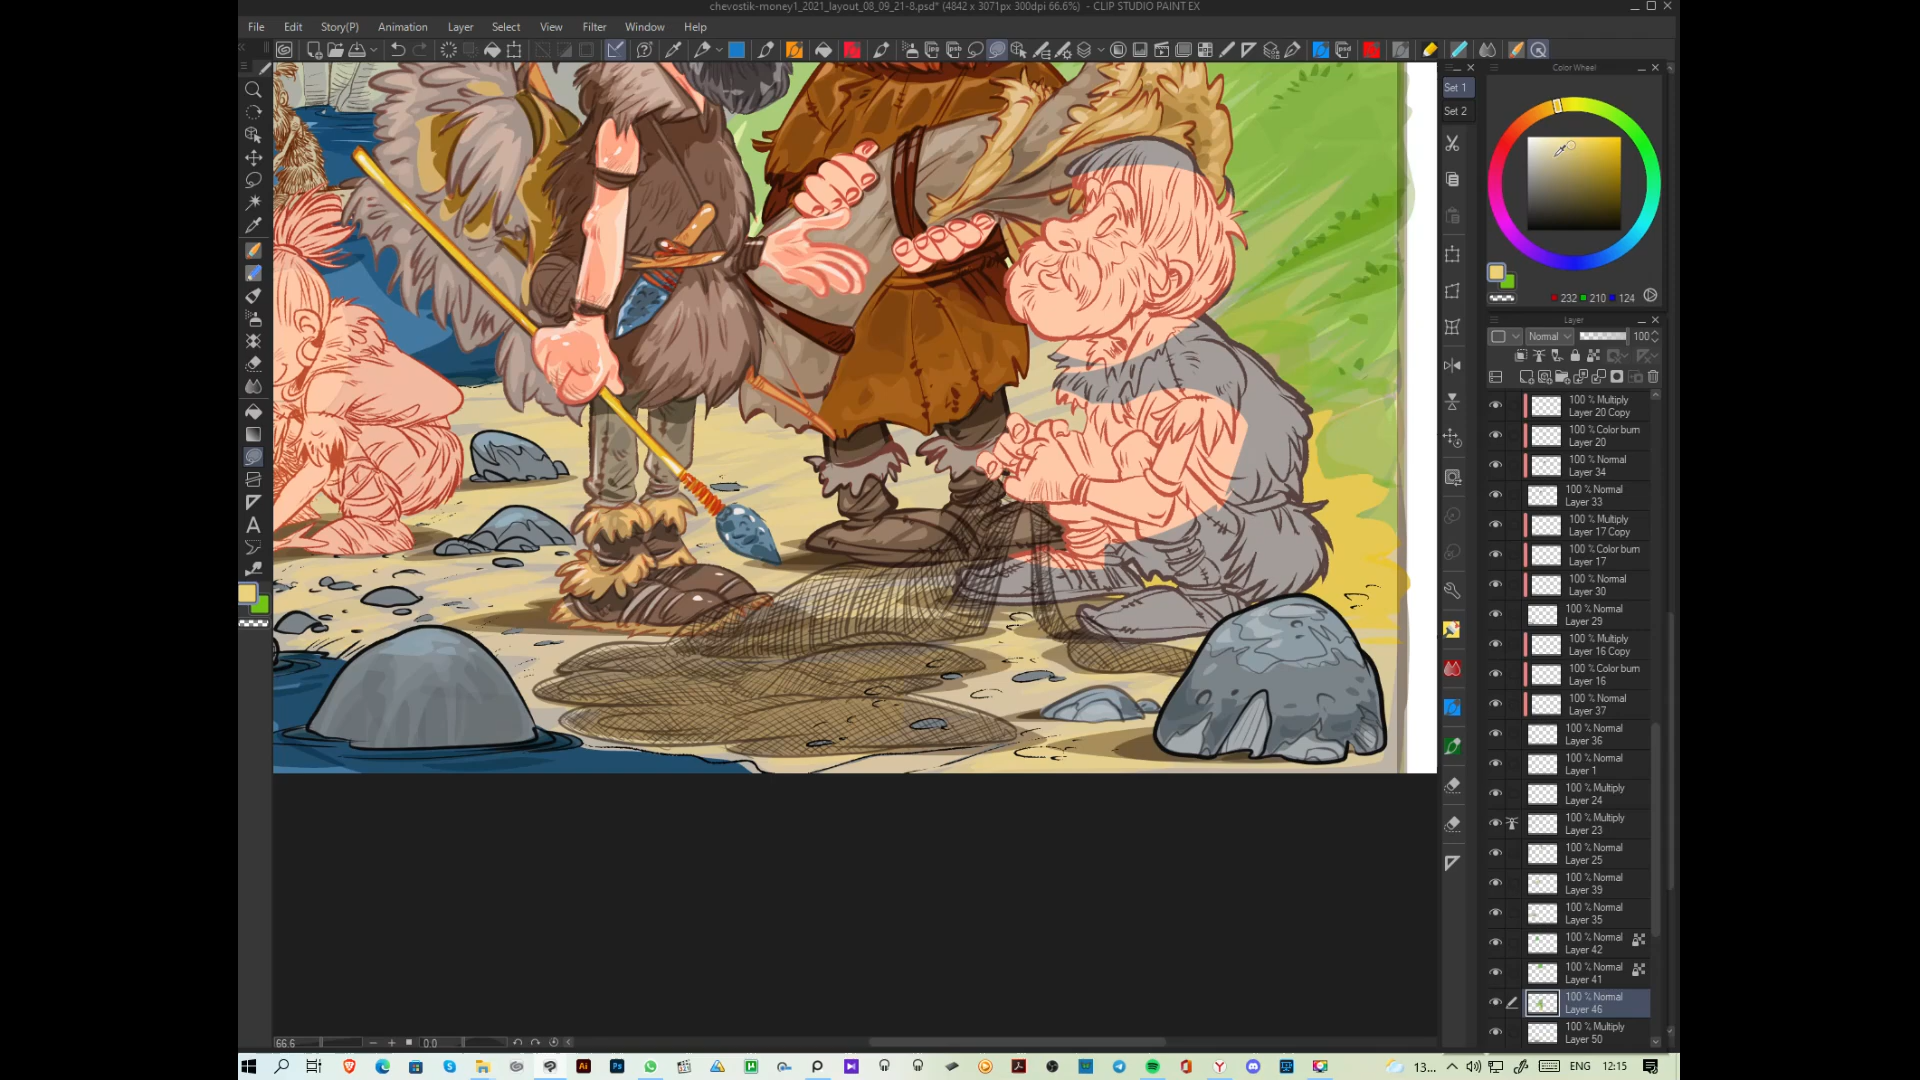 chevostik-money1_2021_layout_08_09_21-8.psd* (4842 x 3071px 300dpi 66.6%) - CLIP STUDIO PAINT EX
File Edit Story(P) Animation Layer Select View Filter Window Help
Color Wheel
Set 1
Set 2
232 210 124
Layer
Normal 100
100 % Multiply
Layer 20 Copy
100 % Color burn
Layer 20
100 % Normal
Layer 34
100 % Normal
Layer 33
100 % Multiply
Layer 17 Copy
100 % Color burn
Layer 17
100 % Normal
Layer 30
100 % Normal
Layer 29
100 % Multiply
Layer 16 Copy
100 % Color burn
Layer 16
100 % Normal
Layer 37
100 % Normal
Layer 36
100 % Normal
Layer 1
100 % Multiply
Layer 24
100 % Multiply
Layer 23
100 % Normal
Layer 25
100 % Normal
Layer 39
100 % Normal
Layer 35
100 % Normal
Layer 42
100 % Normal
Layer 41
100 % Normal
Layer 46
100 % Multiply
Layer 50
66.6 0.0
13... ENG 12:15